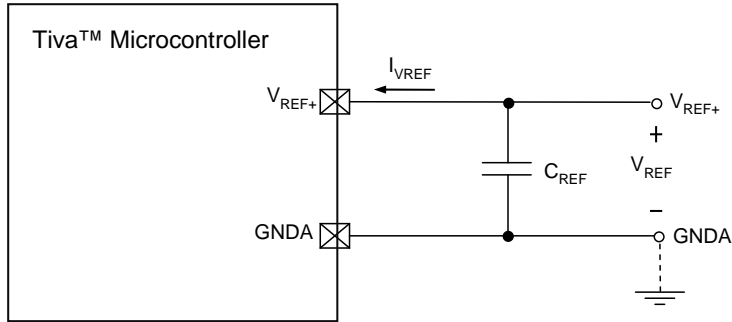 Tiva™ Microcontroller
I_VREF
V_REF+
V_REF+
+
V_REF
C_REF
–
GNDA
GNDA